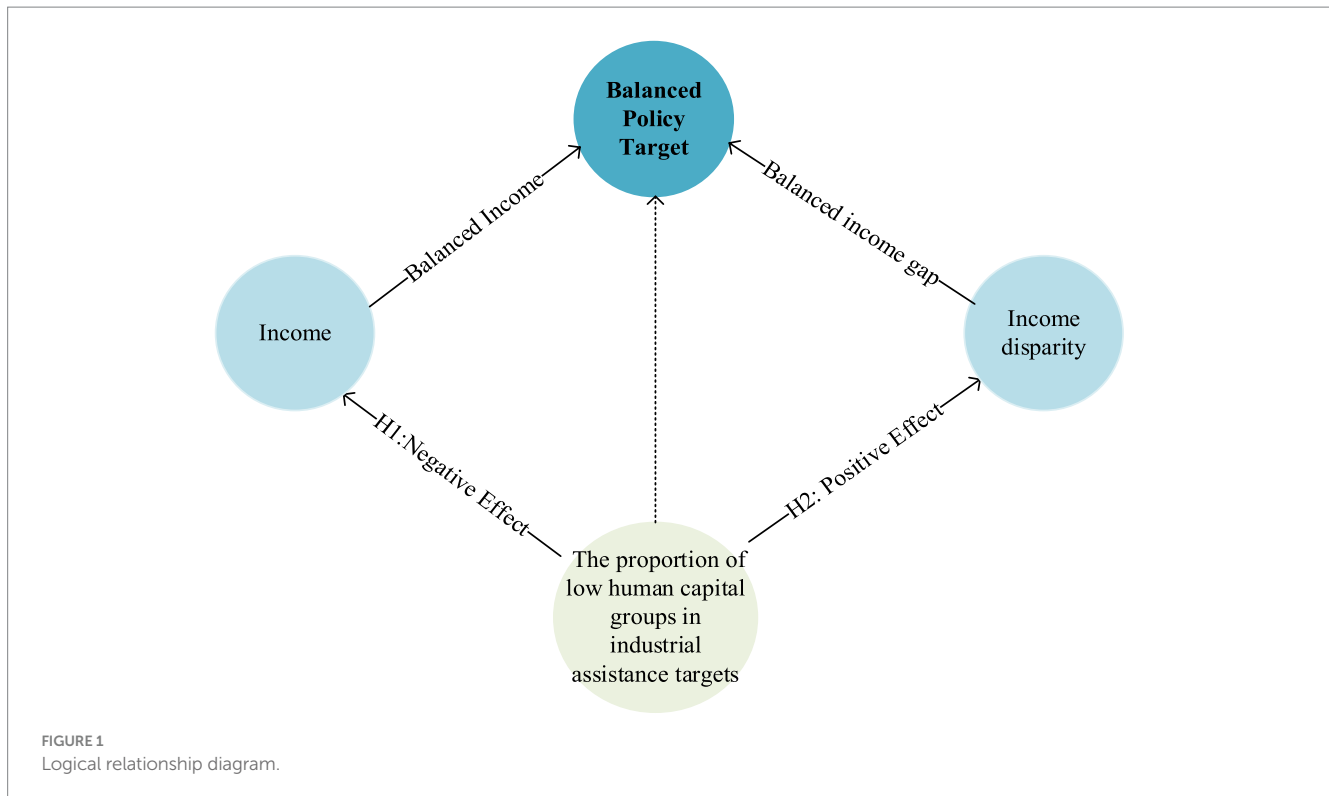 Balanced
Policy
Target
Balanced Income
Balanced income gap
Income
Income
disparity
H1:Negative Effect
H2: Positive Effect
The proportion of
low human capital
groups in
industrial
assistance targets
FIGURE 1
Logical relationship diagram.